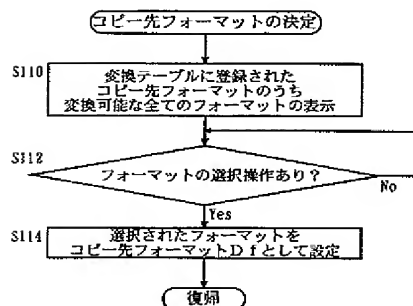 コピー先フォーマットの決定
S110
変換テーブルに登録された
コピー先フォーマットのうち
変換可能な全てのフォーマットの表示
S112
フォーマットの選択操作あり？
No
Yes
S114
選択されたフォーマットを
コピー先フォーマットＤｆとして設定
復帰